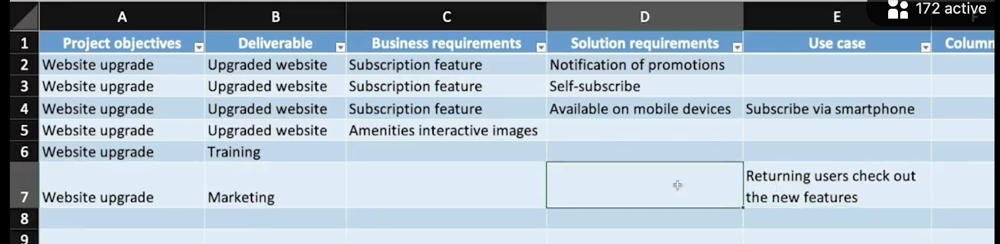 172 active
A B C D E F
1 Project objectives Deliverable Business requirements Solution requirements Use case Column
2 Website upgrade Upgraded website Subscription feature Notification of promotions
3 Website upgrade Upgraded website Subscription feature Self-subscribe
4 Website upgrade Upgraded website Subscription feature Available on mobile devices Subscribe via smartphone
5 Website upgrade Upgraded website Amenities interactive images
6 Website upgrade Training
Returning users check out
7 Website upgrade Marketing the new features
8
9